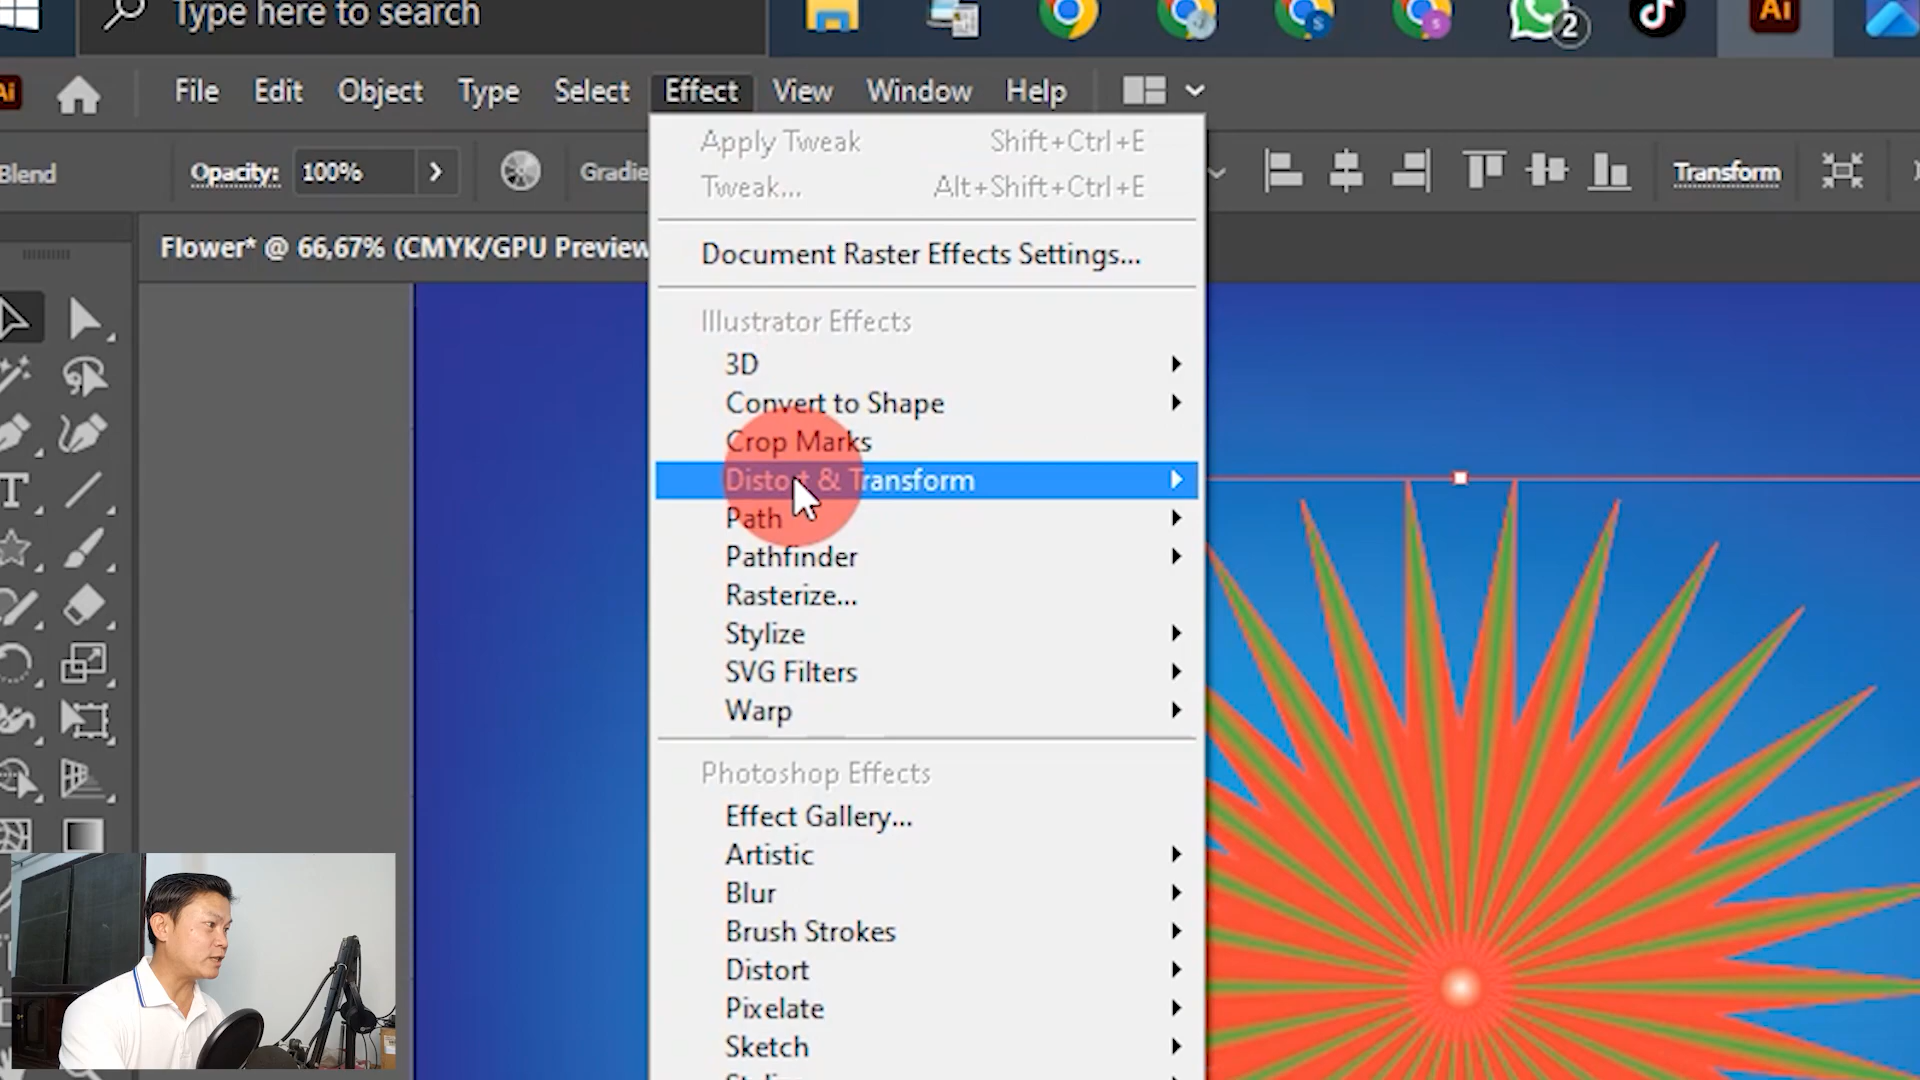 Type here to search
2
Ai
Ai
File Edit Object Type Select Effect View Window Help
Blend
Opacity: 100%
Gradie
Transform
Flower* @ 66,67% (CMYK/GPU Preview
Apply Tweak Shift+Ctrl+E
Tweak... Alt+Shift+Ctrl+E
Document Raster Effects Settings...
Illustrator Effects
3D
Convert to Shape
Crop Marks
Distort & Transform
Path
Pathfinder
Rasterize...
Stylize
SVG Filters
Warp
Photoshop Effects
Effect Gallery...
Artistic
Blur
Brush Strokes
Distort
Pixelate
Sketch